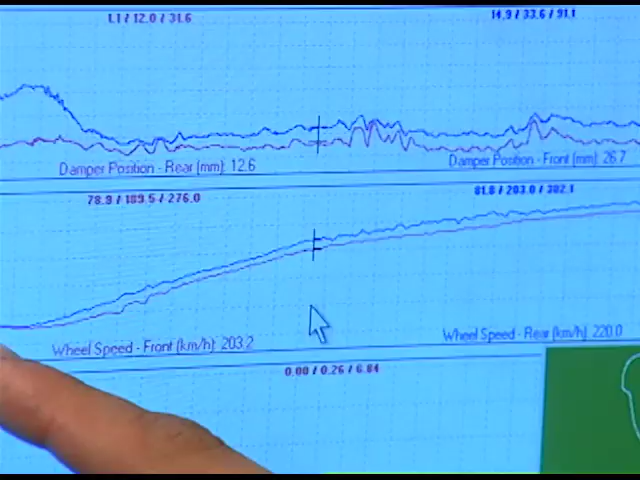 1.1 / 12.0 / 31.6
14.9 / 33.6 / 91.1
Damper Position - Rear (mm): 12.6
Damper Position - Front (mm): 26.7
78.9 / 189.5 / 276.0
81.8 / 203.0 / 302.1
Wheel Speed - Front (km/h): 203.2
Wheel Speed - Rear (km/h): 220.0
0.00 / 0.26 / 6.84